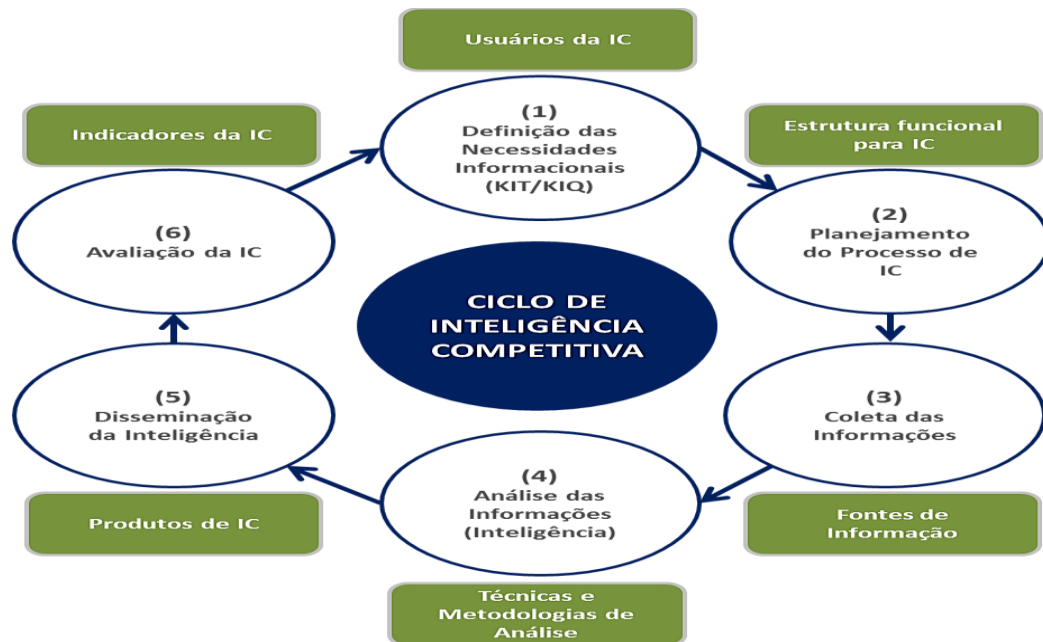 Usuários da IC
(1)
Definição das
Necessidades
Informacionais
(KIT/KIQ)
Indicadores da IC
Estrutura funcional
para IC
(6)
Avaliação da IC
(2)
Planejamento
do Processo de
IC
CICLO DE
INTELIGÊNCIA
COMPETITIVA
(5)
Disseminação
da Inteligência
(3)
Coleta das
Informações
(4)
Análise das
Informações
(Inteligência)
Produtos de IC
Fontes de
Informação
Técnicas e
Metodologias de
Análise